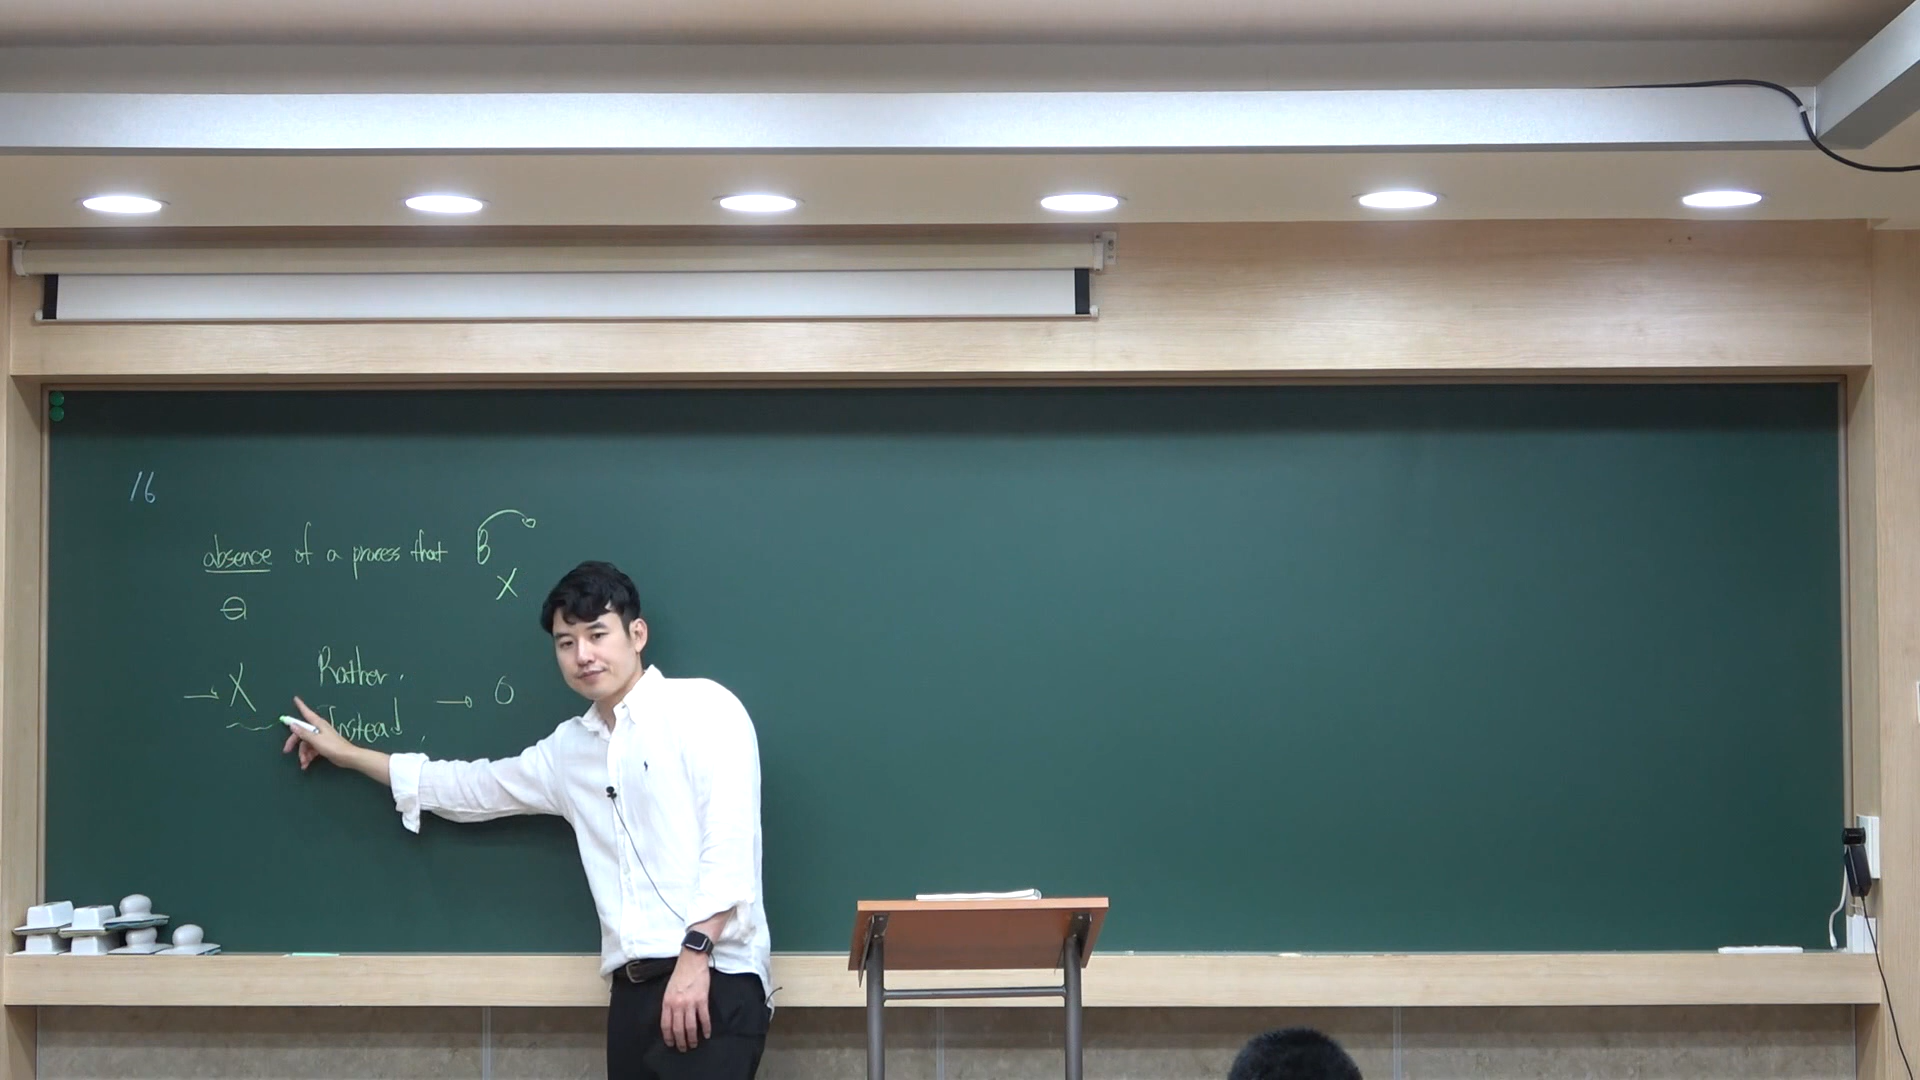 16
absence of a process that B
X
⊖
→ X Rather, → O
Instead,